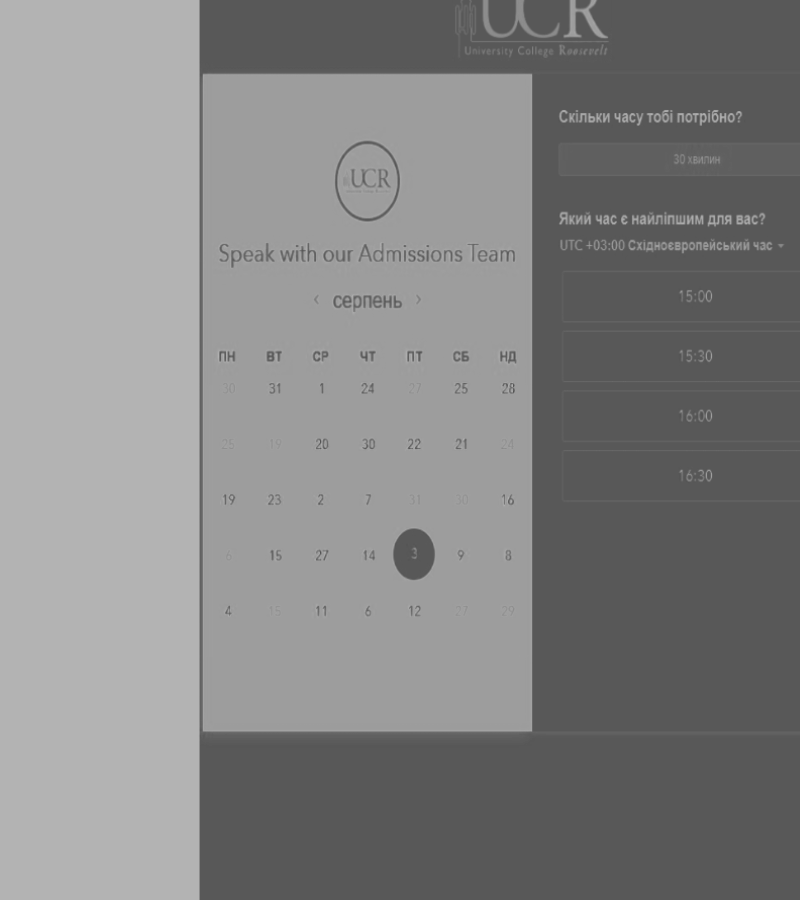 UCR
University College Roosevelt
UCR
Speak with our Admissions Team
‹ серпень ›
ПН ВТ СР ЧТ ПТ СБ НД
30 31 1 24 27 25 28
25 19 20 30 22 21 24
19 23 2 7 31 30 16
6 15 27 14 3 9 8
4 15 11 6 12 27 29
Скільки часу тобі потрібно?
30 хвилин
Який час є найліпшим для вас?
UTC +03:00 Східноєвропейський час
15:00
15:30
16:00
16:30